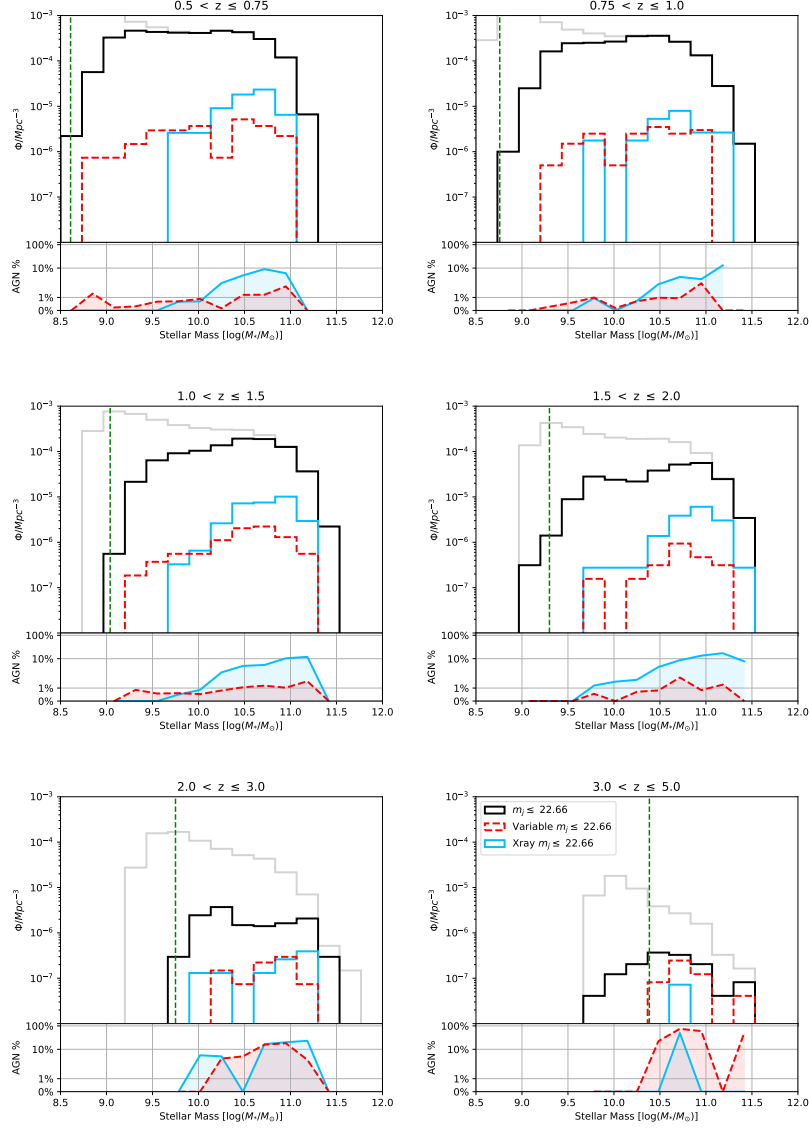 0.5 < z ≤ 0.75
10⁻³
10⁻⁴
10⁻⁵
10⁻⁶
10⁻⁷
Φ/Mpc⁻³
100%
10%
1%
0%
AGN %
8.5 9.0 9.5 10.0 10.5 11.0 11.5 12.0
Stellar Mass [log(M*/M⊙)]
0.75 < z ≤ 1.0
10⁻³
10⁻⁴
10⁻⁵
10⁻⁶
10⁻⁷
Φ/Mpc⁻³
100%
10%
1%
0%
AGN %
8.5 9.0 9.5 10.0 10.5 11.0 11.5 12.0
Stellar Mass [log(M*/M⊙)]
1.0 < z ≤ 1.5
10⁻³
10⁻⁴
10⁻⁵
10⁻⁶
10⁻⁷
Φ/Mpc⁻³
100%
10%
1%
0%
AGN %
8.5 9.0 9.5 10.0 10.5 11.0 11.5 12.0
Stellar Mass [log(M*/M⊙)]
1.5 < z ≤ 2.0
10⁻³
10⁻⁴
10⁻⁵
10⁻⁶
10⁻⁷
Φ/Mpc⁻³
100%
10%
1%
0%
AGN %
8.5 9.0 9.5 10.0 10.5 11.0 11.5 12.0
Stellar Mass [log(M*/M⊙)]
2.0 < z ≤ 3.0
10⁻³
10⁻⁴
10⁻⁵
10⁻⁶
10⁻⁷
Φ/Mpc⁻³
100%
10%
1%
0%
AGN %
8.5 9.0 9.5 10.0 10.5 11.0 11.5 12.0
Stellar Mass [log(M*/M⊙)]
3.0 < z ≤ 5.0
mⱼ ≤ 22.66
Variable mⱼ ≤ 22.66
Xray mⱼ ≤ 22.66
10⁻³
10⁻⁴
10⁻⁵
10⁻⁶
10⁻⁷
Φ/Mpc⁻³
100%
10%
1%
0%
AGN %
8.5 9.0 9.5 10.0 10.5 11.0 11.5 12.0
Stellar Mass [log(M*/M⊙)]